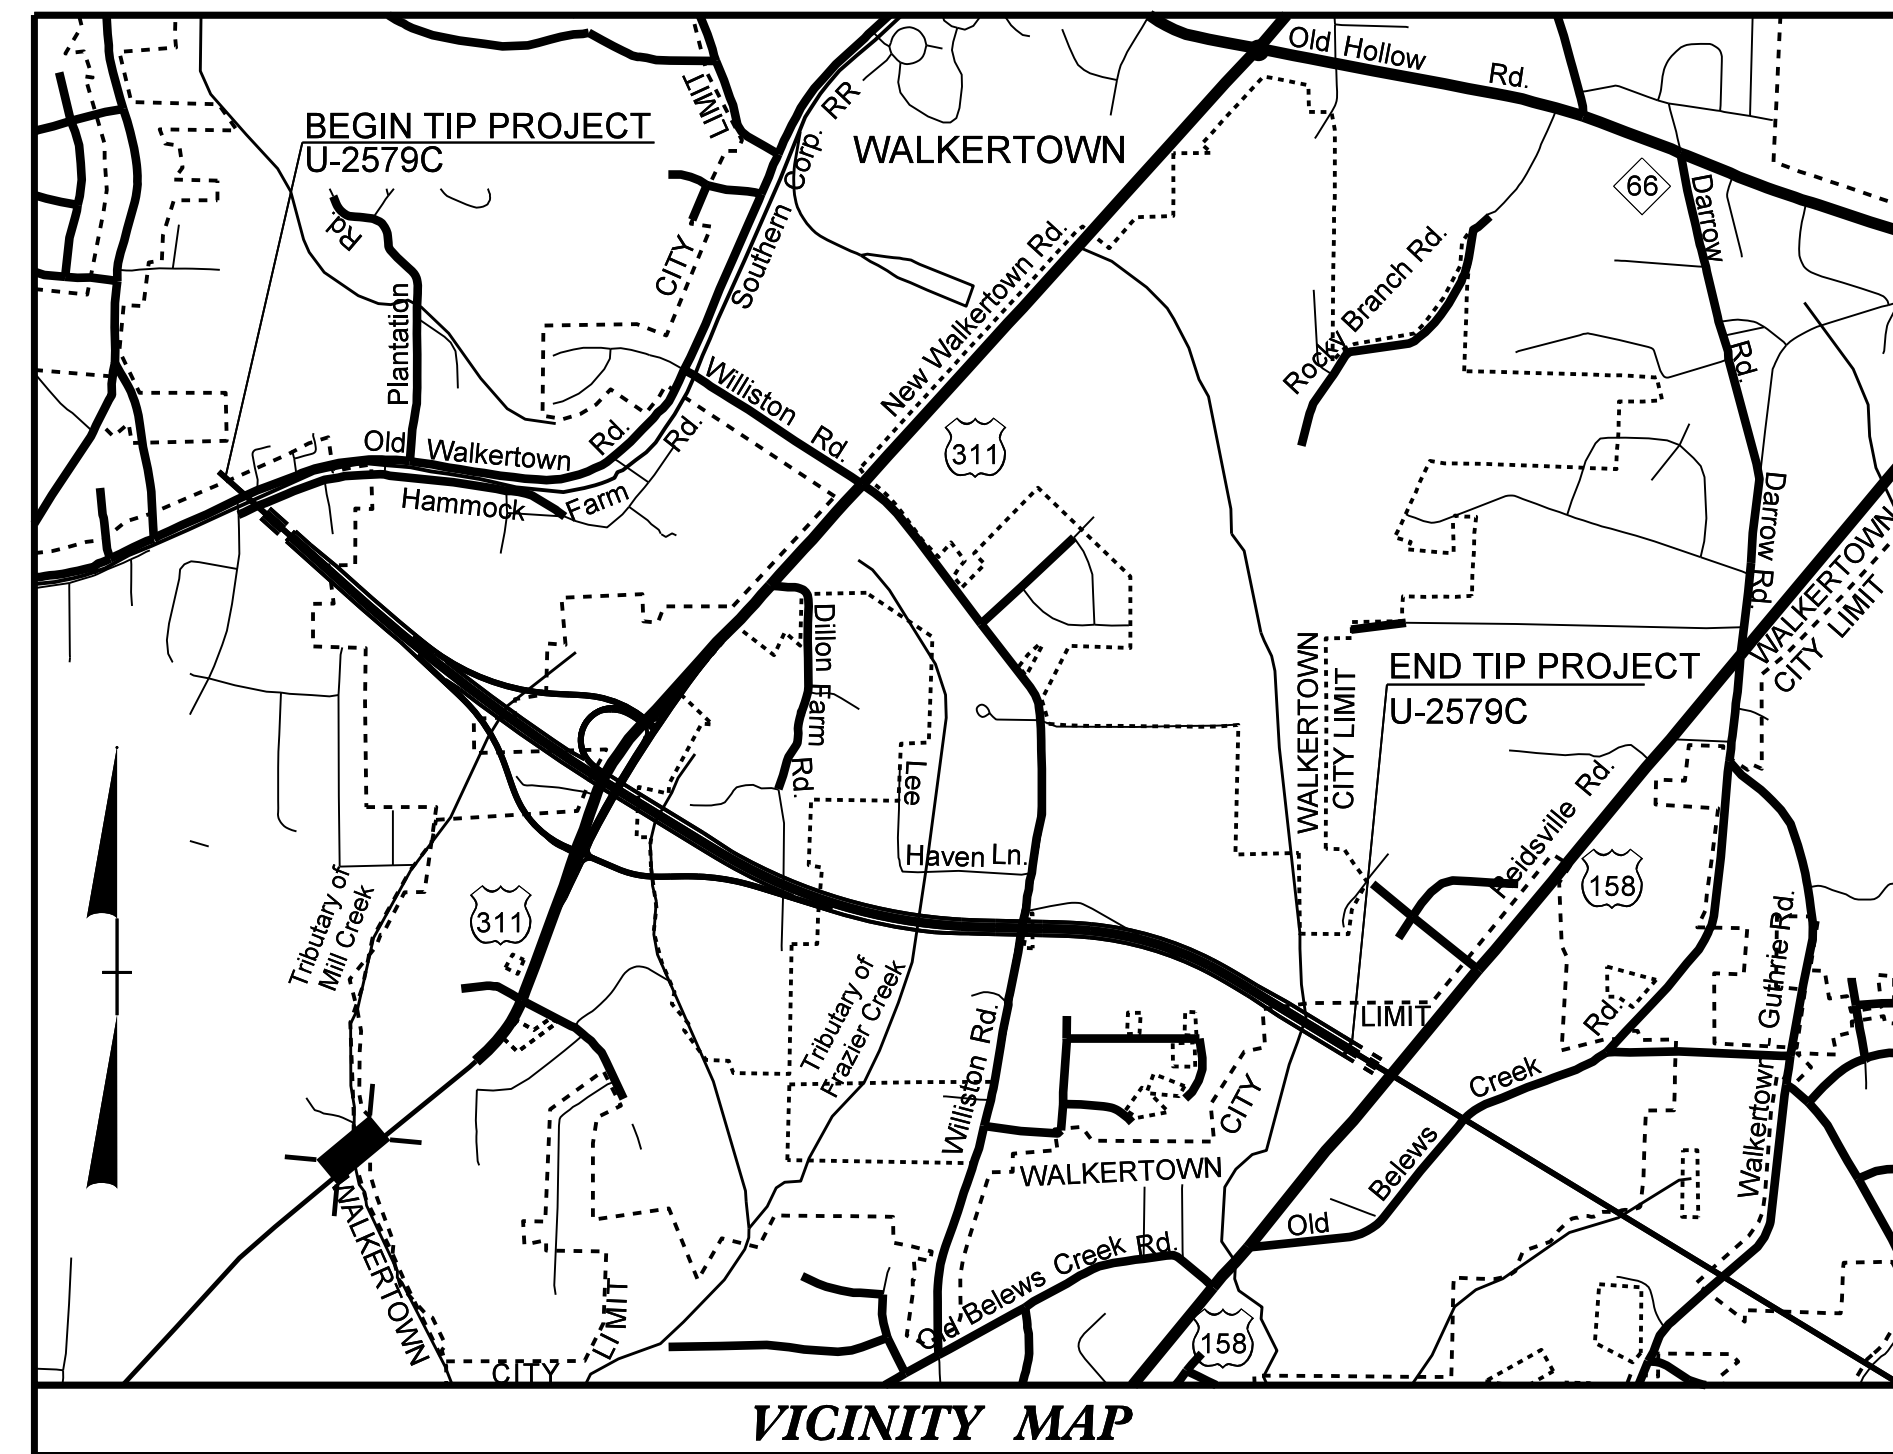 Old Hollow Rd.
LIMIT
BEGIN TIP PROJECT
U-2579C
Southern Corp. RR
WALKERTOWN
66
Darrow Rd.
Rd.
Plantation
CITY
New Walkertown Rd.
Rocky Branch Rd.
Williston Rd.
Old Walkertown Rd.
Hammock Farm Rd.
311
Darrow Rd.
WALKERTOWN
CITY LIMIT
Dillon Farm Rd.
WALKERTOWN
CITY LIMIT
END TIP PROJECT
U-2579C
Lee
Haven Ln.
Reidsville Rd.
158
311
Tributary of
Mill Creek
Tributary of
Frazier Creek
Williston Rd.
LIMIT
CITY
WALKERTOWN
Old Belews Creek Rd.
Walkertown-Guthrie Rd.
WALKERTOWN
CITY
LIMIT
Old Belews Creek Rd.
158
VICINITY MAP